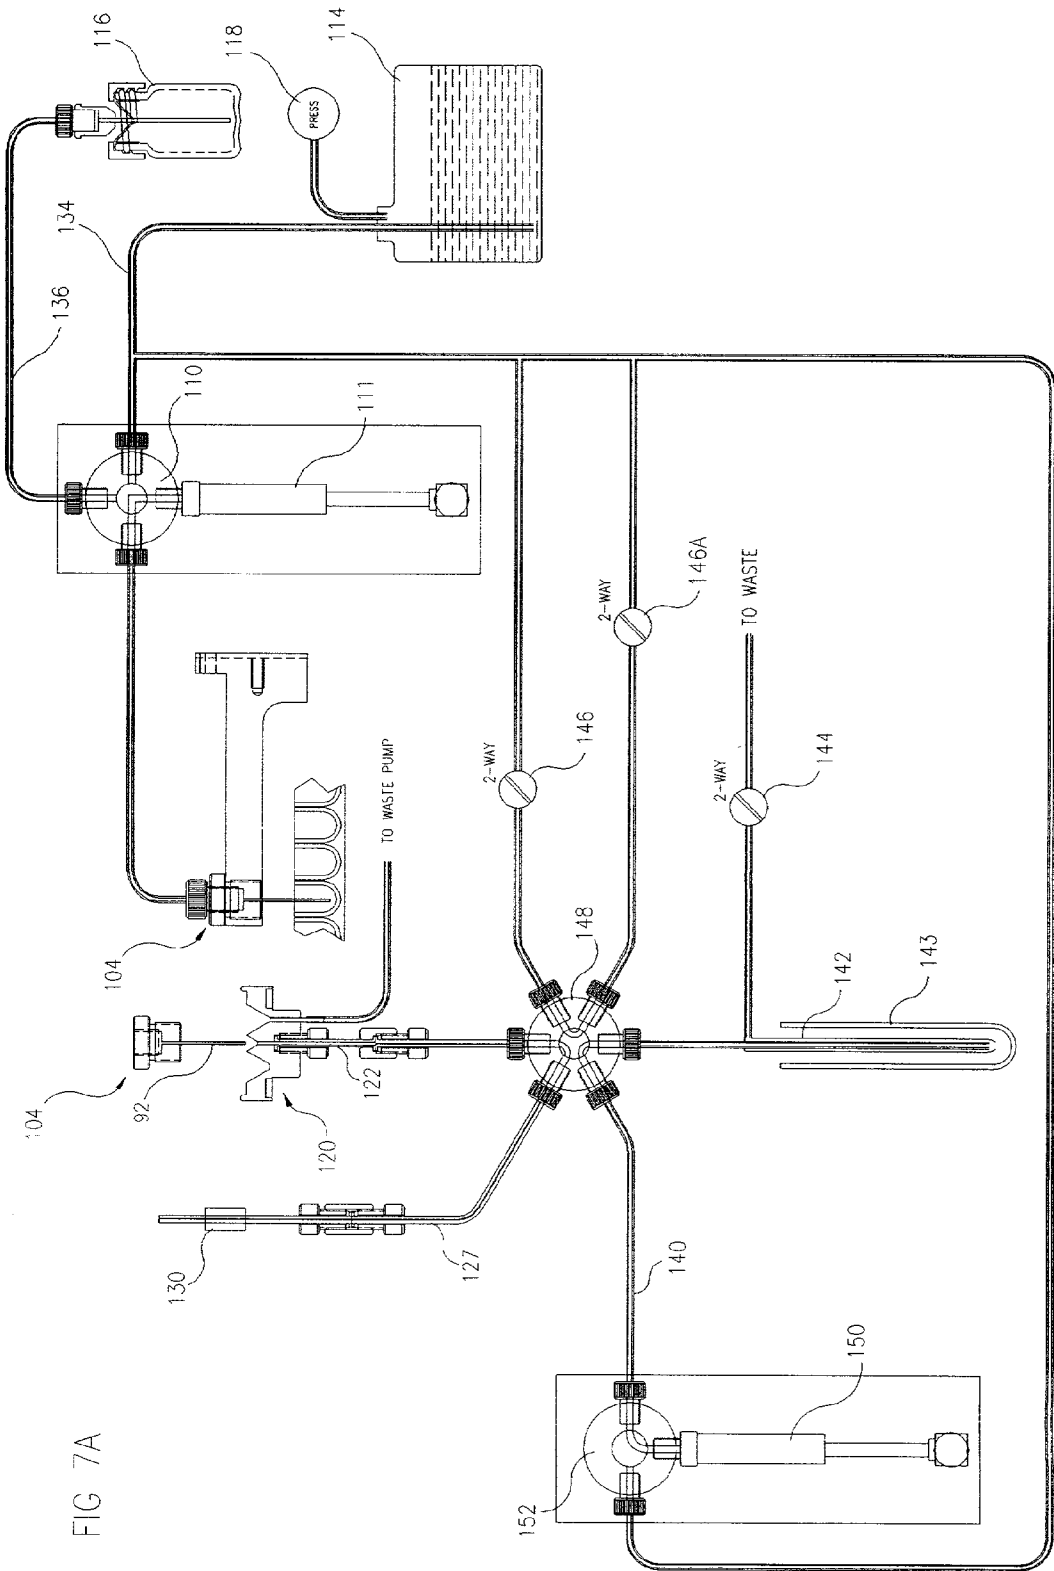 FIG 7A
116
118
PRESS
114
134
136
110
111
104
TO WASTE PUMP
104
92
120
122
130
127
2-WAY
146
2-WAY
146A
TO WASTE
2-WAY
144
148
142
143
140
150
152